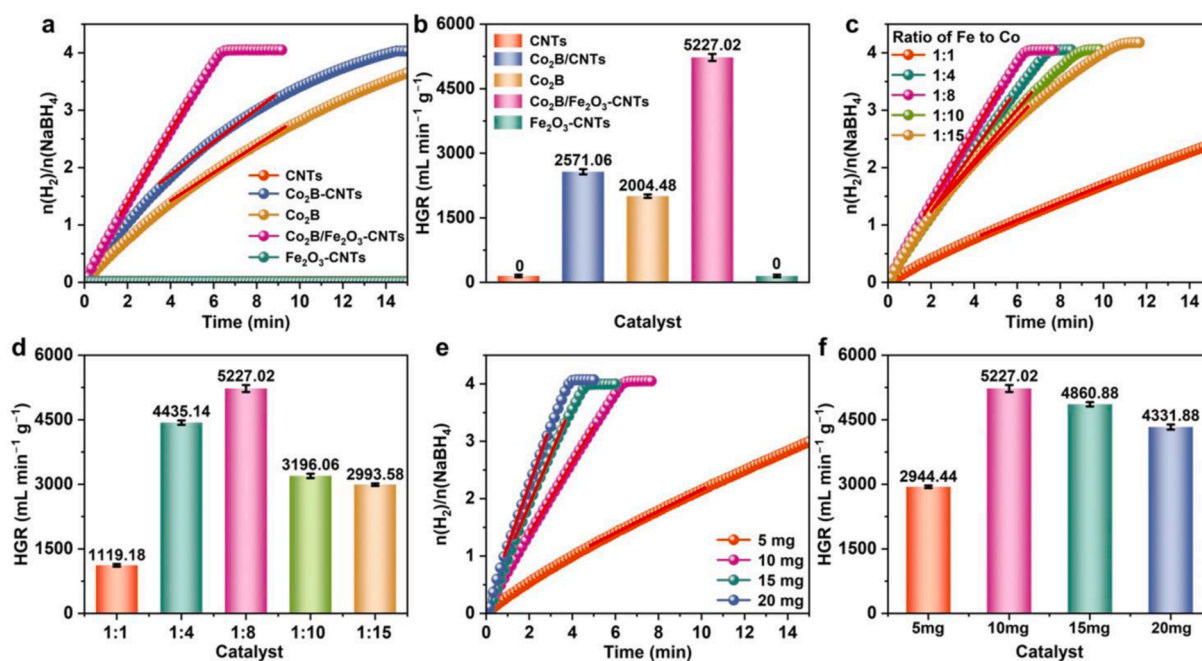 a
n(H₂)/n(NaBH₄)
4
3
2
1
0
0 2 4 6 8 10 12 14
Time (min)
CNTs
Co₂B-CNTs
Co₂B
Co₂B/Fe₂O₃-CNTs
Fe₂O₃-CNTs
b
HGR (mL min⁻¹ g⁻¹)
6000
4500
3000
1500
0
CNTs
Co₂B/CNTs
Co₂B
Co₂B/Fe₂O₃-CNTs
Fe₂O₃-CNTs
0
2571.06
2004.48
5227.02
0
Catalyst
c
n(H₂)/n(NaBH₄)
4
3
2
1
0
Ratio of Fe to Co
1:1
1:4
1:8
1:10
1:15
0 2 4 6 8 10 12 14
Time (min)
d
HGR (mL min⁻¹ g⁻¹)
6000
4500
3000
1500
0
1119.18
4435.14
5227.02
3196.06
2993.58
1:1 1:4 1:8 1:10 1:15
Catalyst
e
n(H₂)/n(NaBH₄)
4
3
2
1
0
5 mg
10 mg
15 mg
20 mg
0 2 4 6 8 10 12 14
Time (min)
f
HGR (mL min⁻¹ g⁻¹)
6000
4500
3000
1500
0
2944.44
5227.02
4860.88
4331.88
5mg 10mg 15mg 20mg
Catalyst